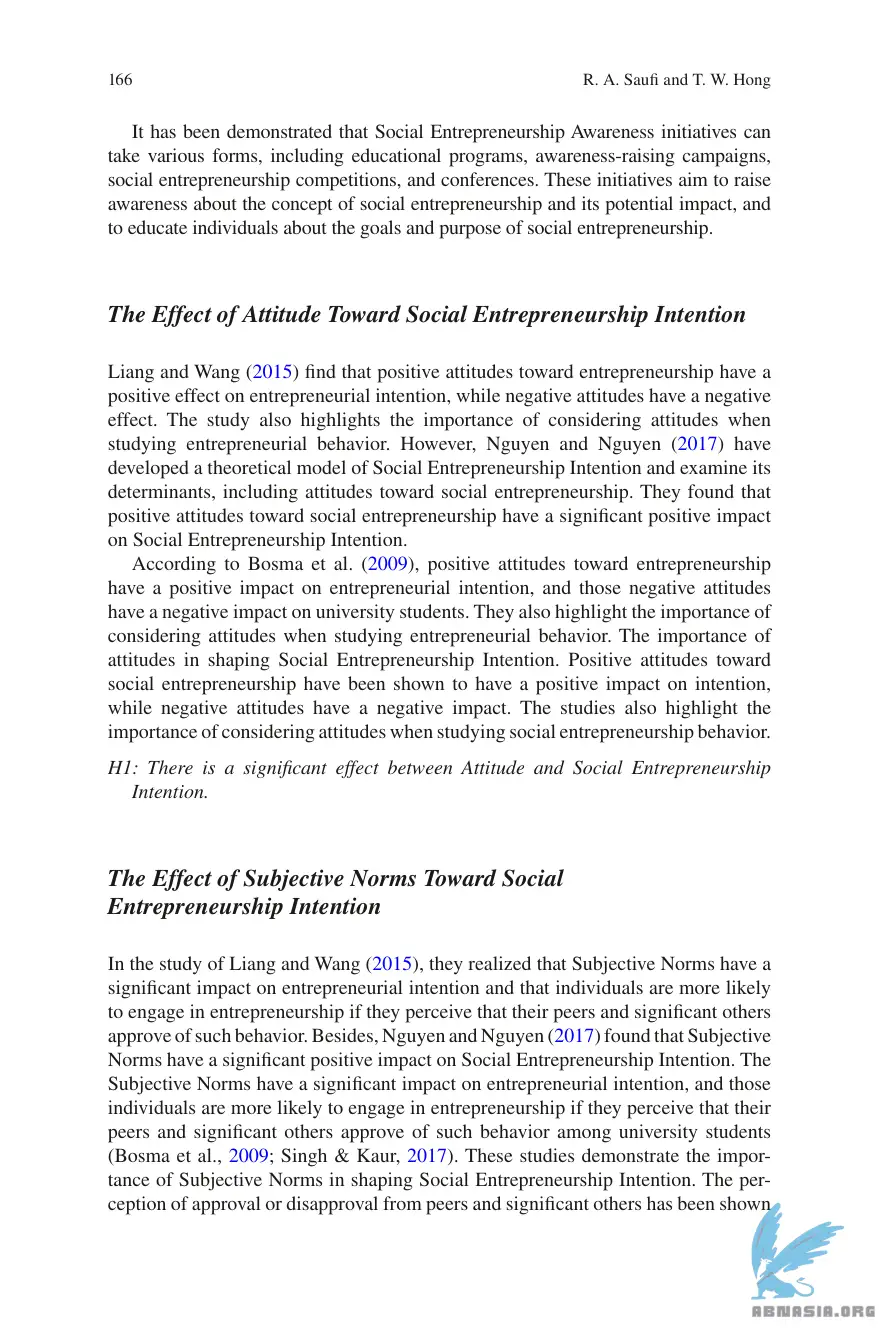 166
R. A. Saufi and T. W. Hong
It has been demonstrated that Social Entrepreneurship Awareness initiatives can
take various forms, including educational programs, awareness-raising campaigns,
social entrepreneurship competitions, and conferences. These initiatives aim to raise
awareness about the concept of social entrepreneurship and its potential impact, and
to educate individuals about the goals and purpose of social entrepreneurship.
The Effect of Attitude Toward Social Entrepreneurship Intention
Liang and Wang (2015) find that positive attitudes toward entrepreneurship have a
positive effect on entrepreneurial intention, while negative attitudes have a negative
effect. The study also highlights the importance of considering attitudes when
studying entrepreneurial behavior. However, Nguyen and Nguyen (2017) have
developed a theoretical model of Social Entrepreneurship Intention and examine its
determinants, including attitudes toward social entrepreneurship. They found that
positive attitudes toward social entrepreneurship have a significant positive impact
on Social Entrepreneurship Intention.
According to Bosma et al. (2009), positive attitudes toward entrepreneurship
have a positive impact on entrepreneurial intention, and those negative attitudes
have a negative impact on university students. They also highlight the importance of
considering attitudes when studying entrepreneurial behavior. The importance of
attitudes in shaping Social Entrepreneurship Intention. Positive attitudes toward
social entrepreneurship have been shown to have a positive impact on intention,
while negative attitudes have a negative impact. The studies also highlight the
importance of considering attitudes when studying social entrepreneurship behavior.
H1: There is a significant effect between Attitude and Social Entrepreneurship
Intention.
The Effect of Subjective Norms Toward Social
Entrepreneurship Intention
In the study of Liang and Wang (2015), they realized that Subjective Norms have a
significant impact on entrepreneurial intention and that individuals are more likely
to engage in entrepreneurship if they perceive that their peers and significant others
approve of such behavior. Besides, Nguyen and Nguyen (2017) found that Subjective
Norms have a significant positive impact on Social Entrepreneurship Intention. The
Subjective Norms have a significant impact on entrepreneurial intention, and those
individuals are more likely to engage in entrepreneurship if they perceive that their
peers and significant others approve of such behavior among university students
(Bosma et al., 2009; Singh & Kaur, 2017). These studies demonstrate the impor-
tance of Subjective Norms in shaping Social Entrepreneurship Intention. The per-
ception of approval or disapproval from peers and significant others has been shown
ABNASIA.ORG